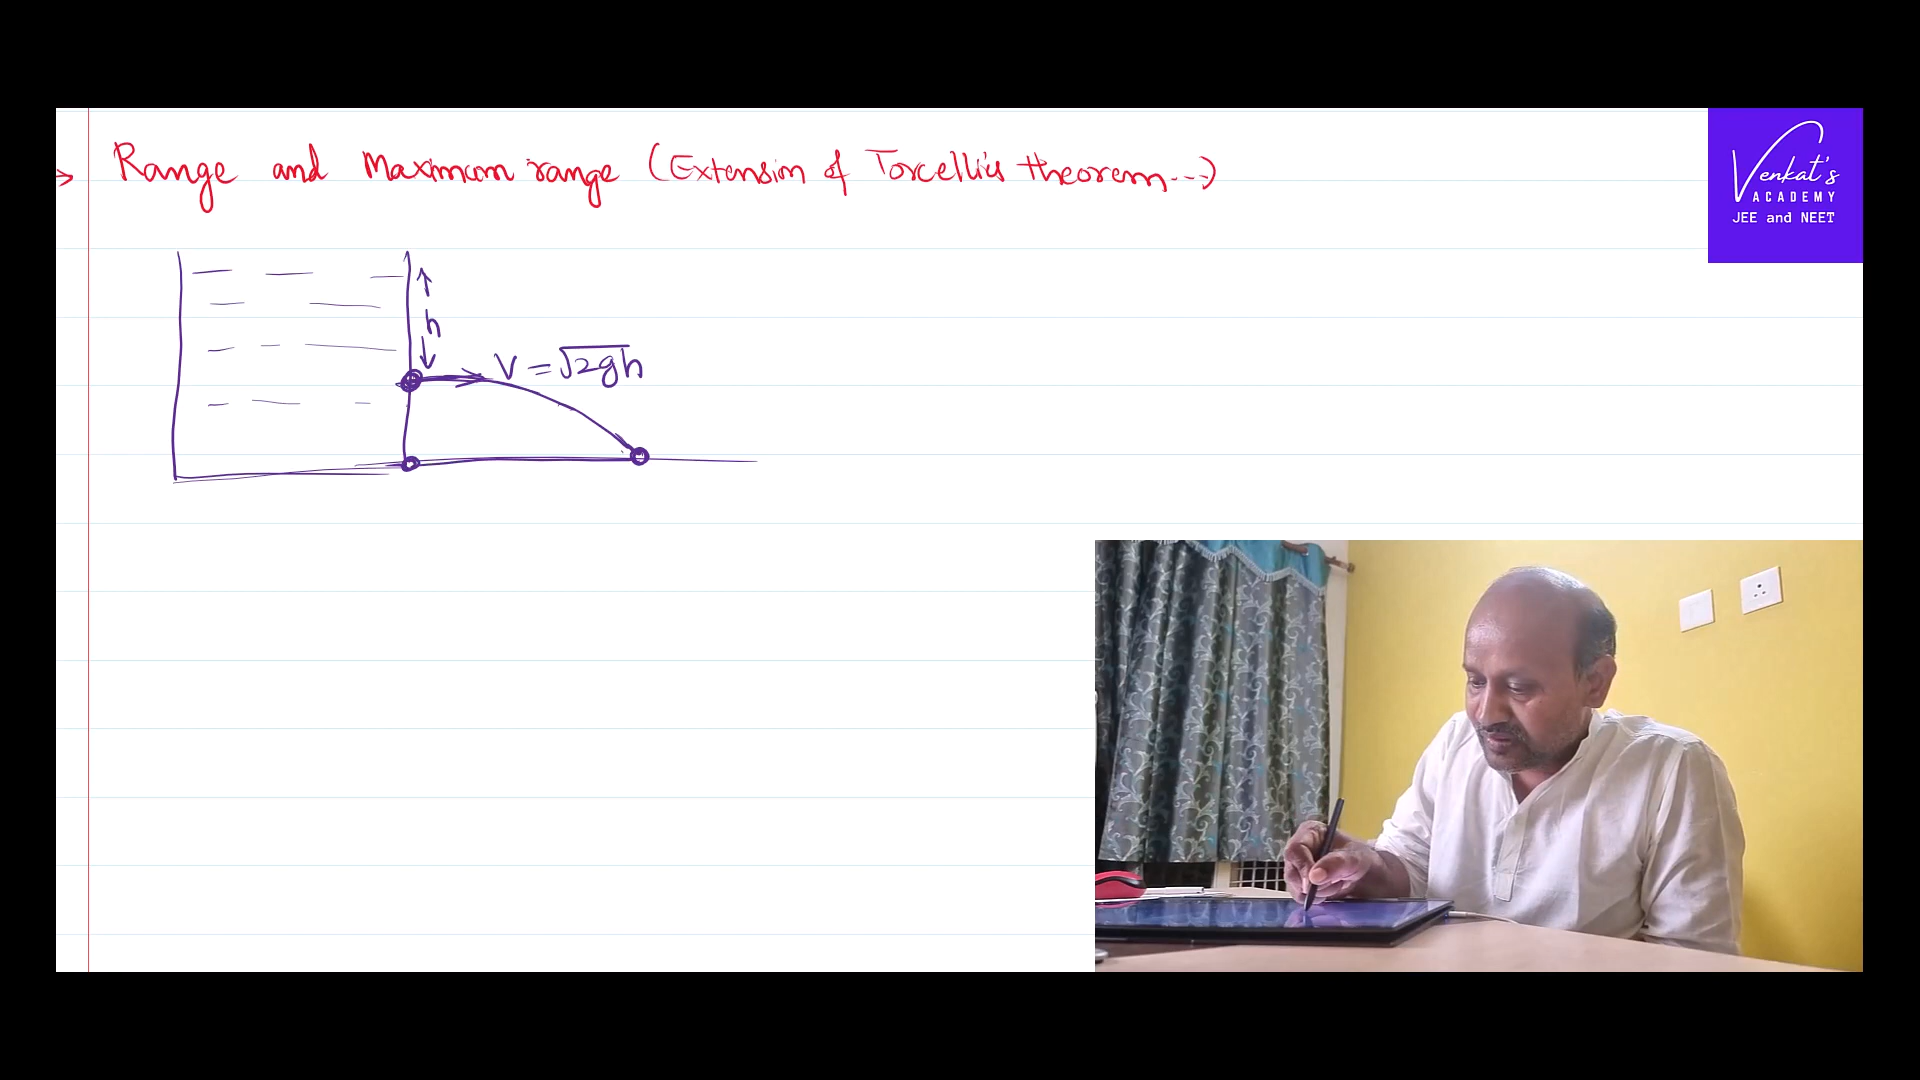 Range and Maximum range (Extension of Torcelli's theorem...)
h
V = √2gh
Venkat's
ACADEMY
JEE and NEET